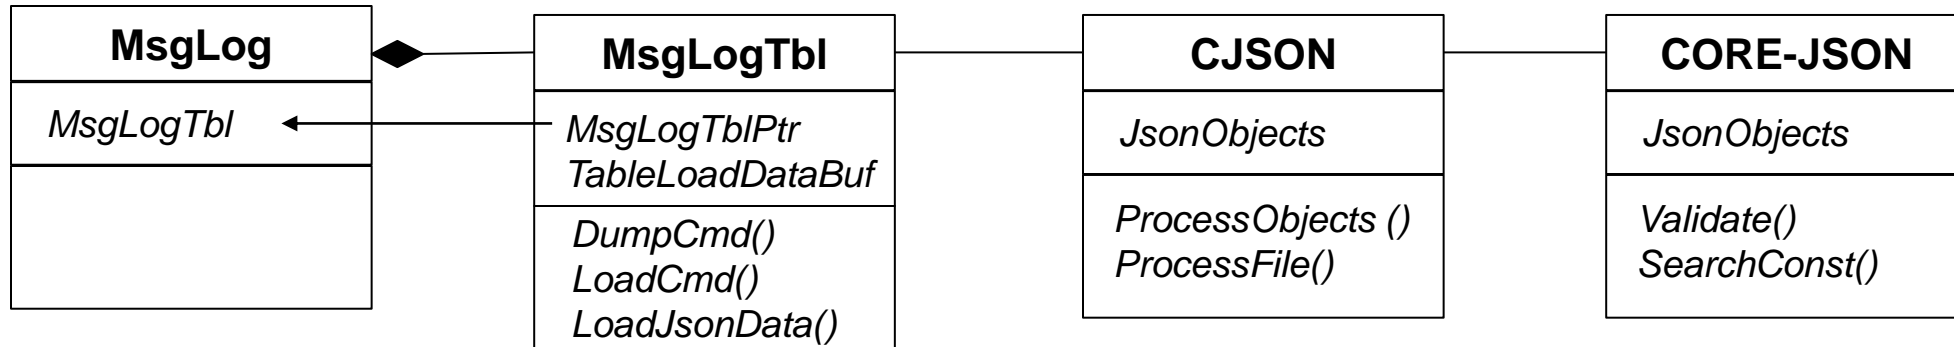 MsgLog
MsgLogTbl
MsgLogTbl
MsgLogTblPtr
TableLoadDataBuf
DumpCmd()
LoadCmd()
LoadJsonData()
CJSON
JsonObjects
ProcessObjects ()
ProcessFile()
CORE-JSON
JsonObjects
Validate()
SearchConst()